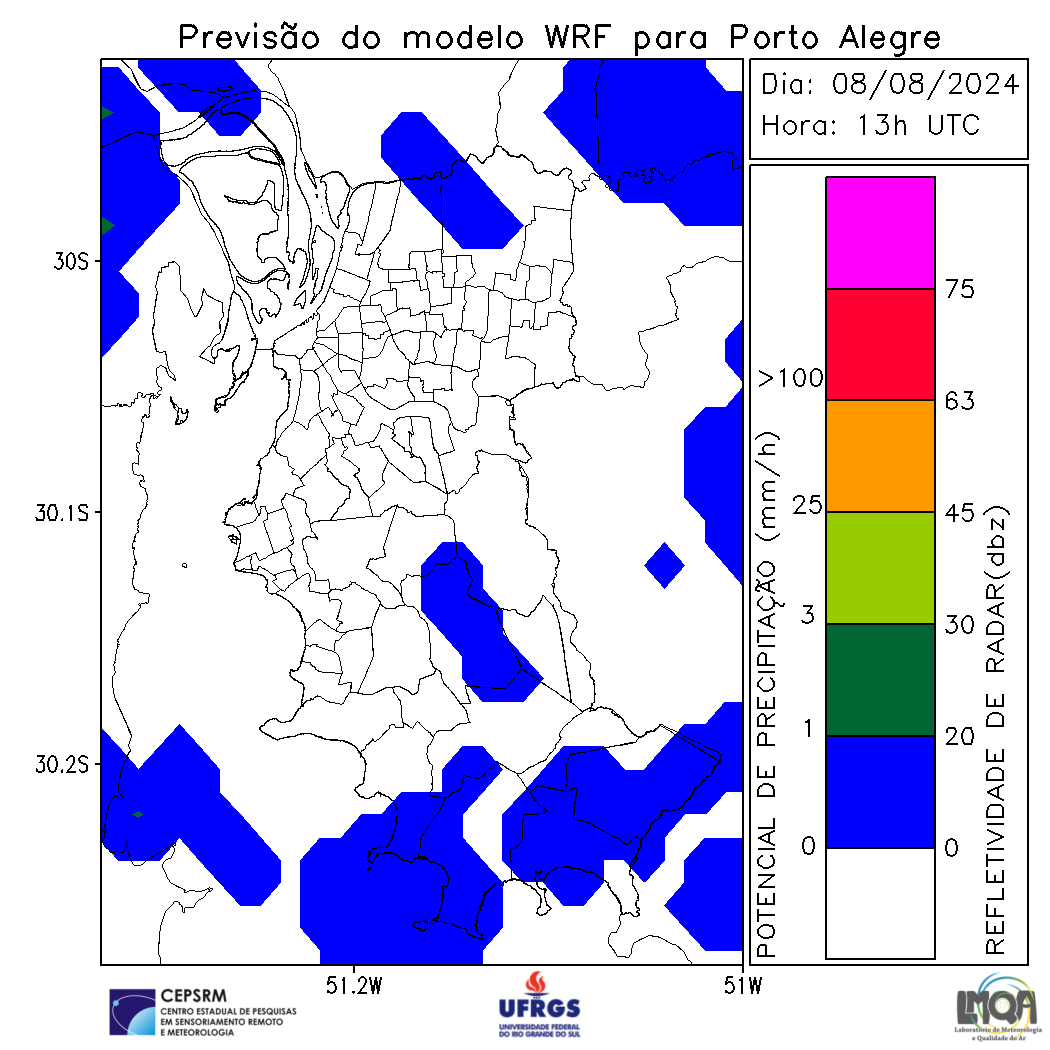 Previsão do modelo WRF para Porto Alegre
Dia: 08/08/2024
Hora: 13h UTC
30S
30.1S
30.2S
51.2W
51W
POTENCIAL DE PRECIPITAÇÃO (mm/h)
>100
25
3
1
0
75
63
45
30
20
0
REFLETIVIDADE DE RADAR(dbz)
CEPSRM
CENTRO ESTADUAL DE PESQUISAS
EM SENSORIAMENTO REMOTO
E METEOROLOGIA
UFRGS
UNIVERSIDADE FEDERAL
DO RIO GRANDE DO SUL
LMQA
Laboratório de Meteorologia
e Qualidade do Ar